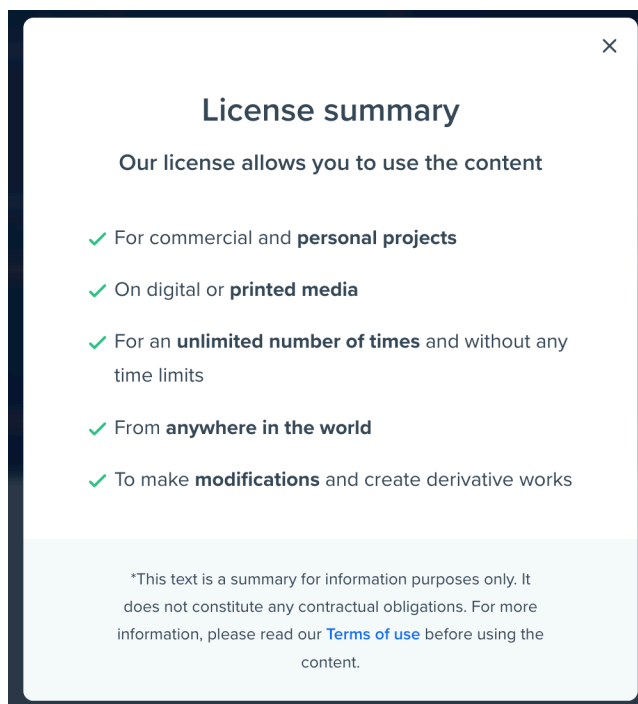 License summary
Our license allows you to use the content
For commercial and personal projects
On digital or printed media
For an unlimited number of times and without any
time limits
From anywhere in the world
To make modifications and create derivative works
*This text is a summary for information purposes only. It
does not constitute any contractual obligations. For more
information, please read our Terms of use before using the
content.